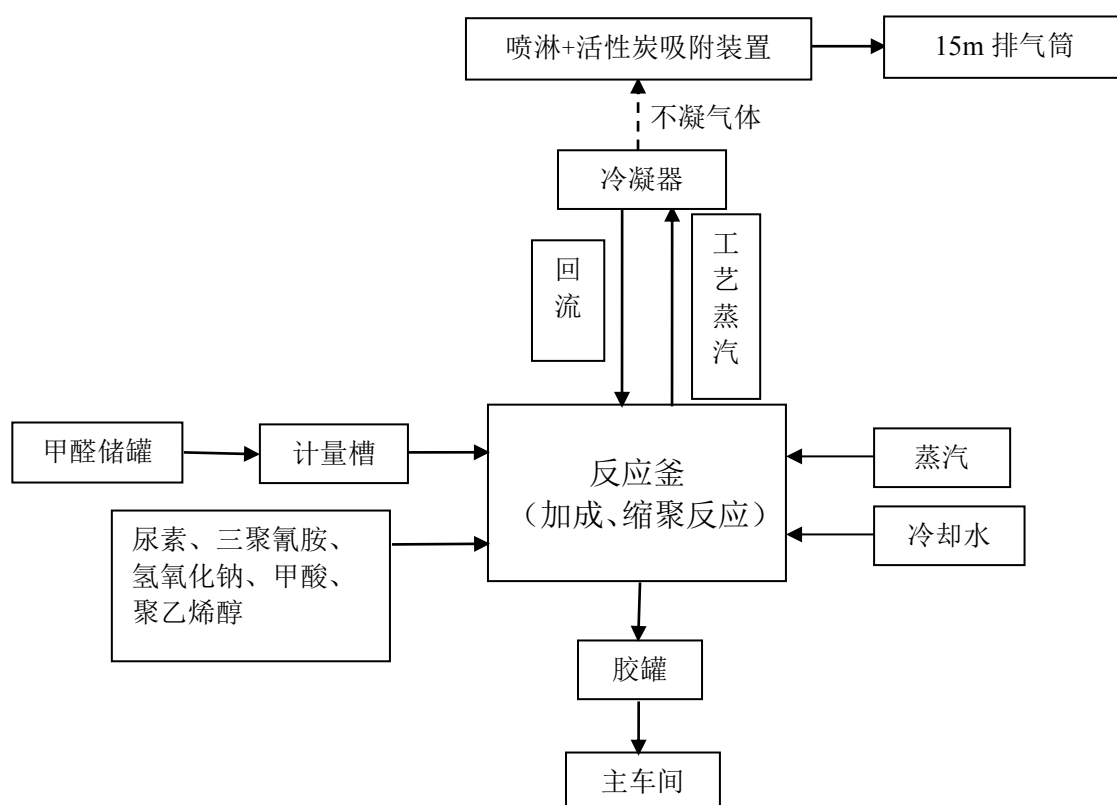 喷淋+活性炭吸附装置
15m 排气筒
不凝气体
冷凝器
回
流
工
艺
蒸
汽
甲醛储罐
计量槽
反应釜
（加成、缩聚反应）
蒸汽
冷却水
尿素、三聚氰胺、
氢氧化钠、甲酸、
聚乙烯醇
胶罐
主车间